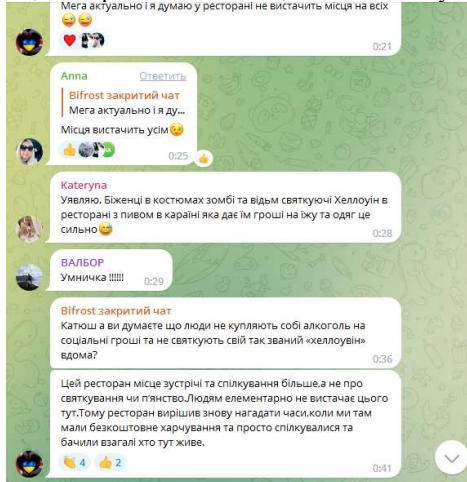 Мега актуально і я думаю у ресторані не вистачить місця на всіх
0:21
Anna Ответить
Bifrost закритий чат
Мега актуально і я ду...
Місця вистачить усім
0:25
Kateryna
Уявляю. Біженці в костюмах зомбі та відьм святкуючі Хеллоуін в
ресторані з пивом в караїні яка дає їм гроші на їжу та одяг це
сильно
0:28
ВАЛБОР
Умничка !!!!!! 0:29
Bifrost закритий чат
Катюш а ви думаєте що люди не купляють собі алкоголь на
соціальні гроші та не святкують свій так званий «хеллоувін»
вдома?
0:36
Цей ресторан місце зустрічі та спілкування більше,а не про
святкування чи пʼянство.Людям елементарно не вистачає цього
тут.Тому ресторан вирішив знову нагадати часи,коли ми там
мали безкоштовне харчування та просто спілкувалися та
бачили взагалі хто тут живе.
4 2
0:41